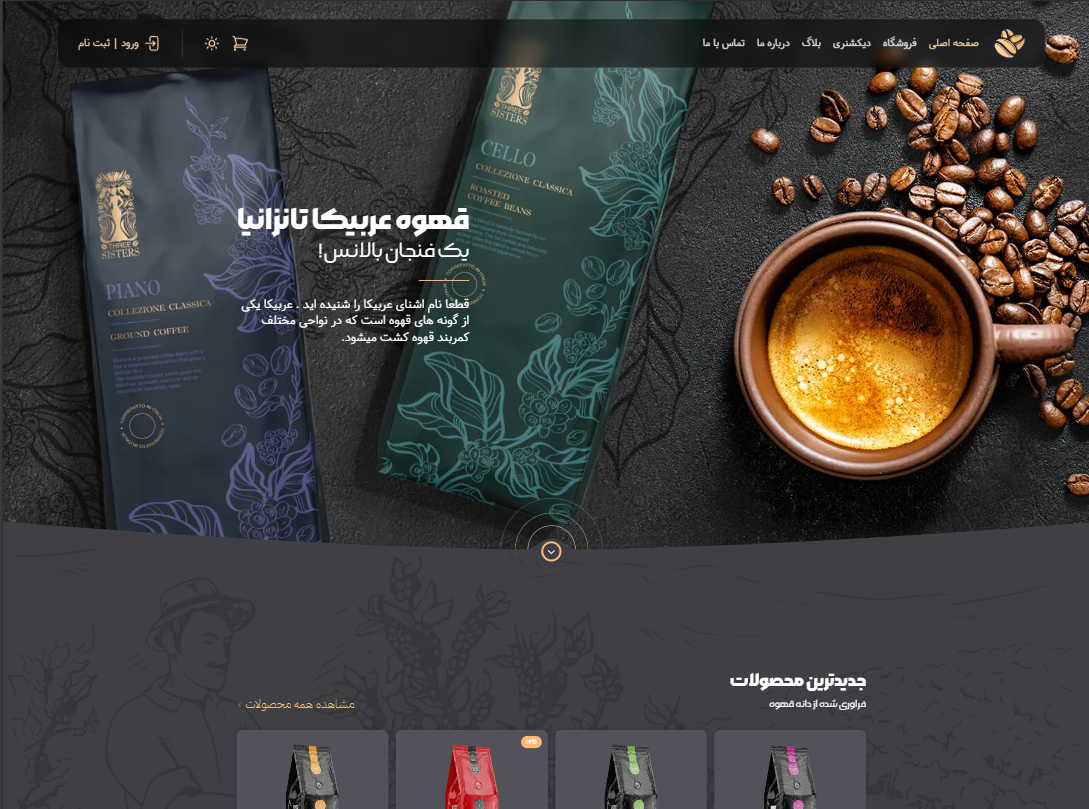 صفحه اصلی
فروشگاه
دیکشنری
بلاگ
درباره ما
تماس با ما
ورود | ثبت نام
THREE
SISTERS
CELLO
COLLEZIONE CLASSICA
ROASTED
COFFEE BEANS
THREE
SISTERS
PIANO
COLLEZIONE CLASSICA
GROUND COFFEE
قهوه عربیکا تانزانیا
یک فنجان بالانس!
قطعا نام اشنای عربیکا را شنیده اید . عربیکا یکی
از گونه های قهوه است که در نواحی مختلف
کمربند قهوه کشت میشود.
جدیدترین محصولات
فراوری شده از دانه قهوه
مشاهده همه محصولات